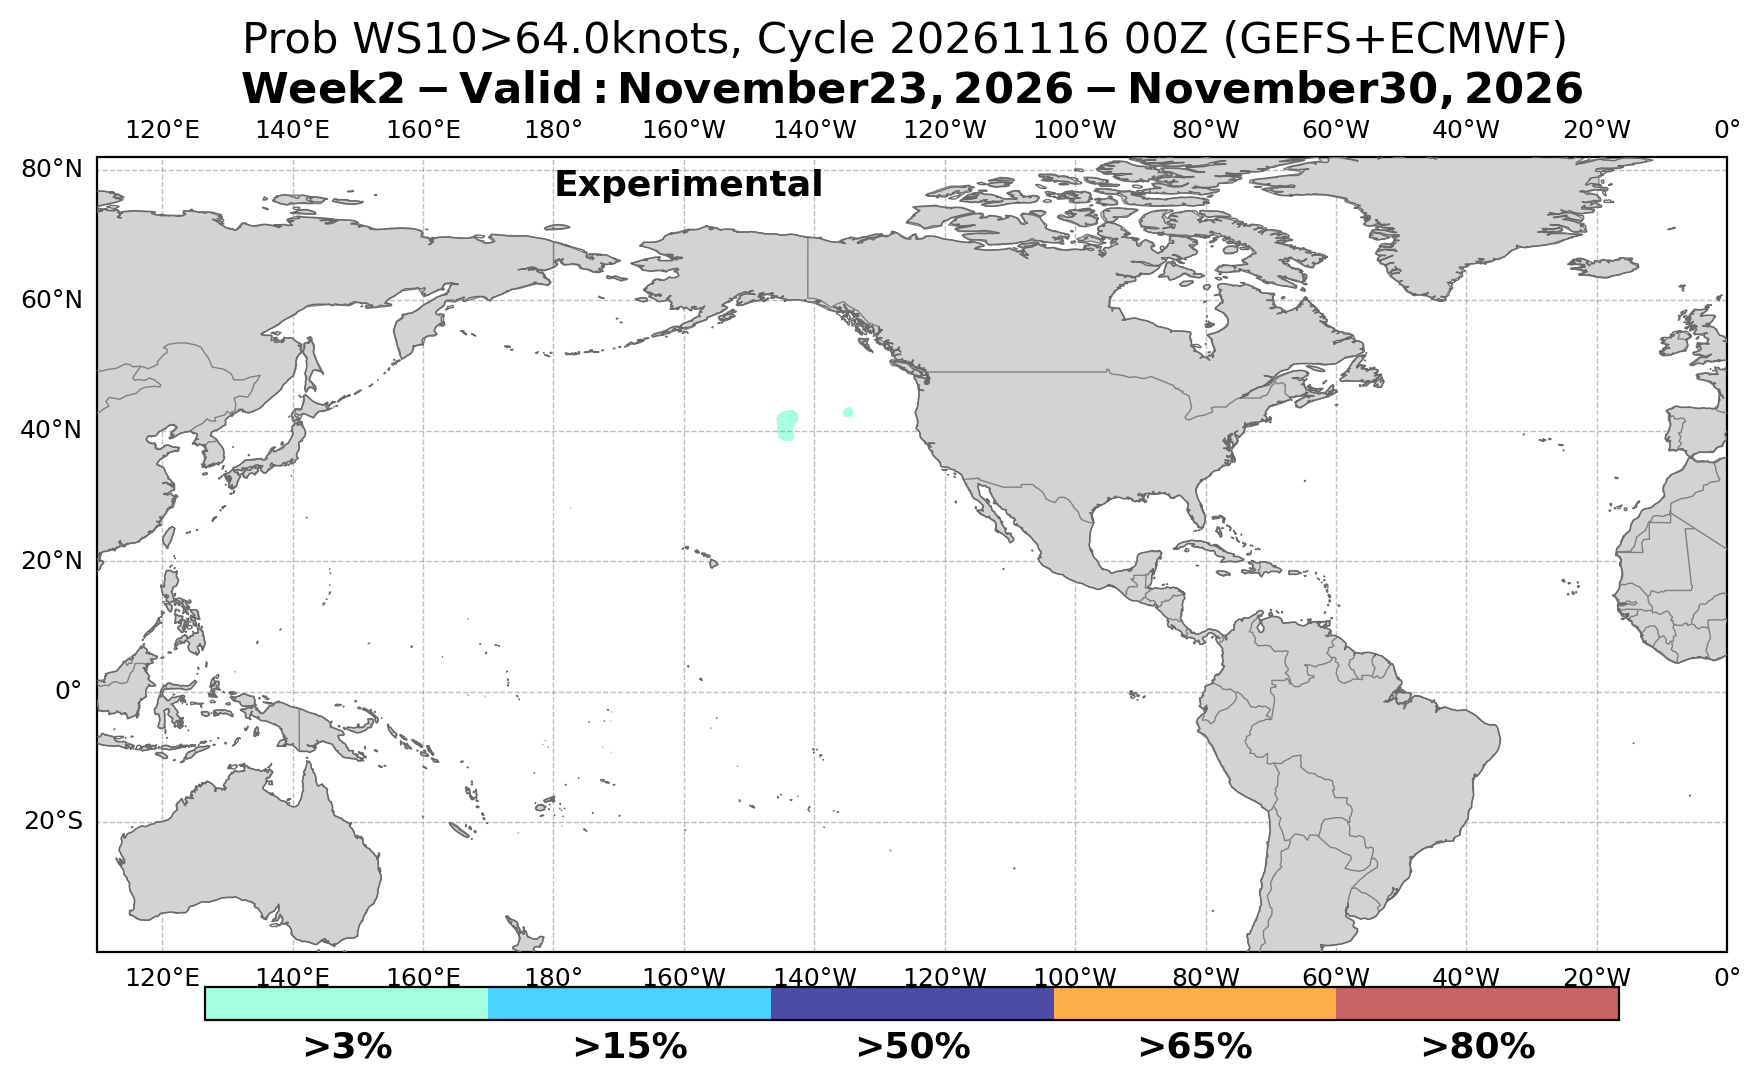 Prob WS10>64.0knots, Cycle 20261116 00Z (GEFS+ECMWF)
Week2 − Valid : November23, 2026 − November30, 2026
120°E 140°E 160°E 180° 160°W 140°W 120°W 100°W 80°W 60°W 40°W 20°W 0°
80°N
Experimental
60°N
40°N
20°N
0°
20°S
120°E 140°E 160°E 180° 160°W 140°W 120°W 100°W 80°W 60°W 40°W 20°W 0°
>3% >15% >50% >65% >80%